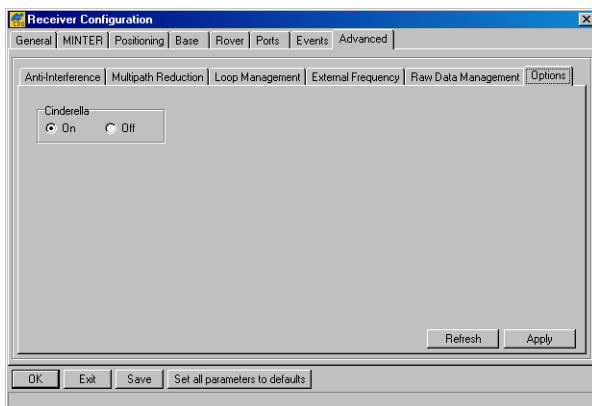 Receiver Configuration
General MINTER Positioning Base Rover Ports Events Advanced
Anti-Interference Multipath Reduction Loop Management External Frequency Raw Data Management Options
Cinderella
On Off
Refresh Apply
OK Exit Save Set all parameters to defaults